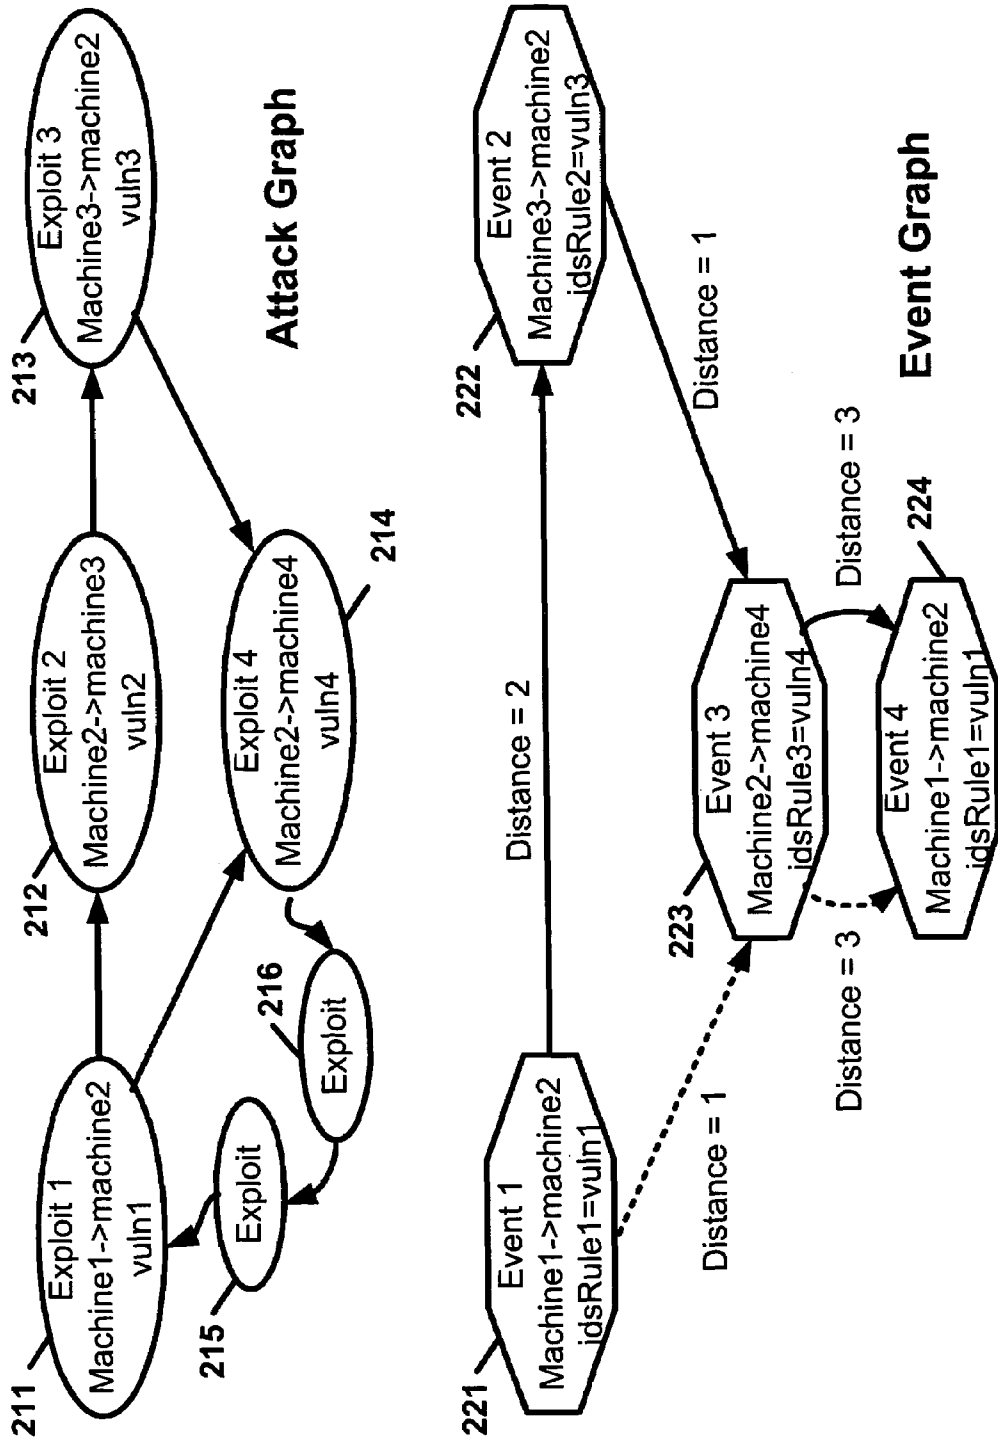 211
Exploit 1
Machine1->machine2
vuln1
212
Exploit 2
Machine2->machine3
vuln2
213
Exploit 3
Machine3->machine2
vuln3
215
Exploit
216
Exploit
Exploit 4
Machine2->machine4
vuln4
214
Attack Graph
221
Event 1
Machine1->machine2
idsRule1=vuln1
Distance = 2
222
Event 2
Machine3->machine2
idsRule2=vuln3
Distance = 1
223
Event 3
Machine2->machine4
idsRule3=vuln4
Distance = 1
Distance = 3
Distance = 3
224
Event 4
Machine1->machine2
idsRule1=vuln1
Event Graph